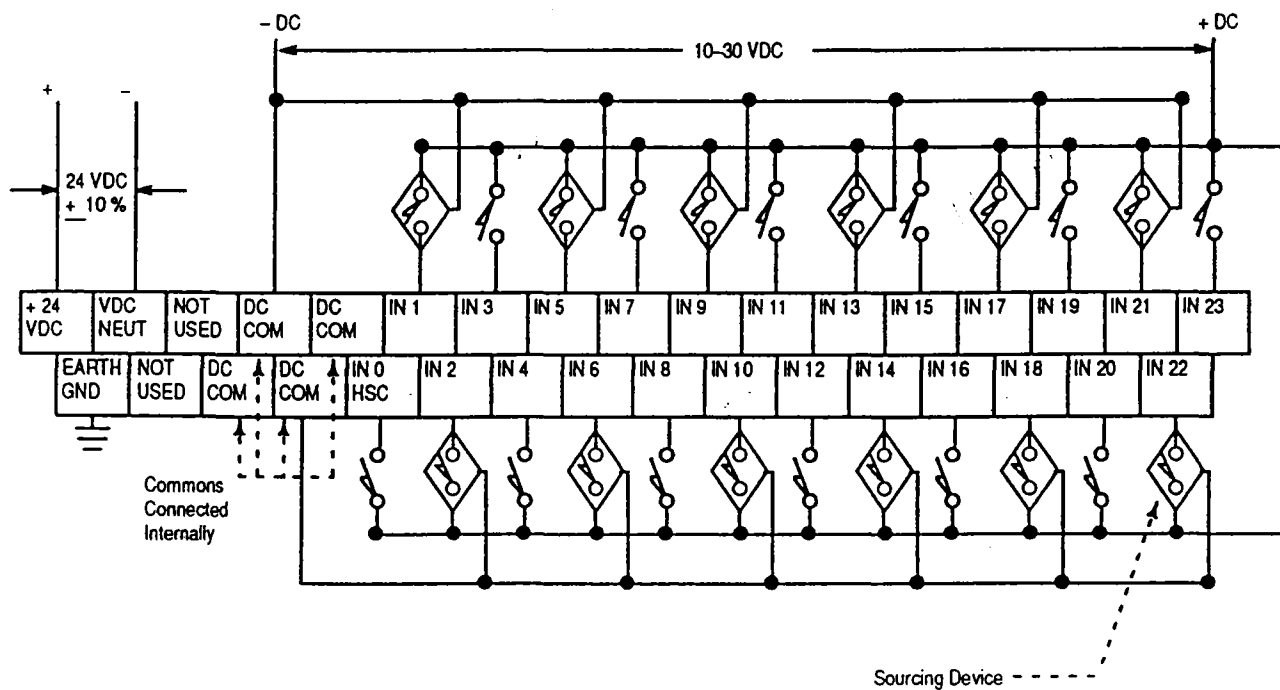 – DC
+ DC
10–30 VDC
+
–
24 VDC
+ 10 %
+ 24
VDC
VDC
NEUT
NOT
USED
DC
COM
DC
COM
IN 1
IN 3
IN 5
IN 7
IN 9
IN 11
IN 13
IN 15
IN 17
IN 19
IN 21
IN 23
EARTH
GND
NOT
USED
DC
COM
DC
COM
IN 0
HSC
IN 2
IN 4
IN 6
IN 8
IN 10
IN 12
IN 14
IN 16
IN 18
IN 20
IN 22
Commons
Connected
Internally
Sourcing Device